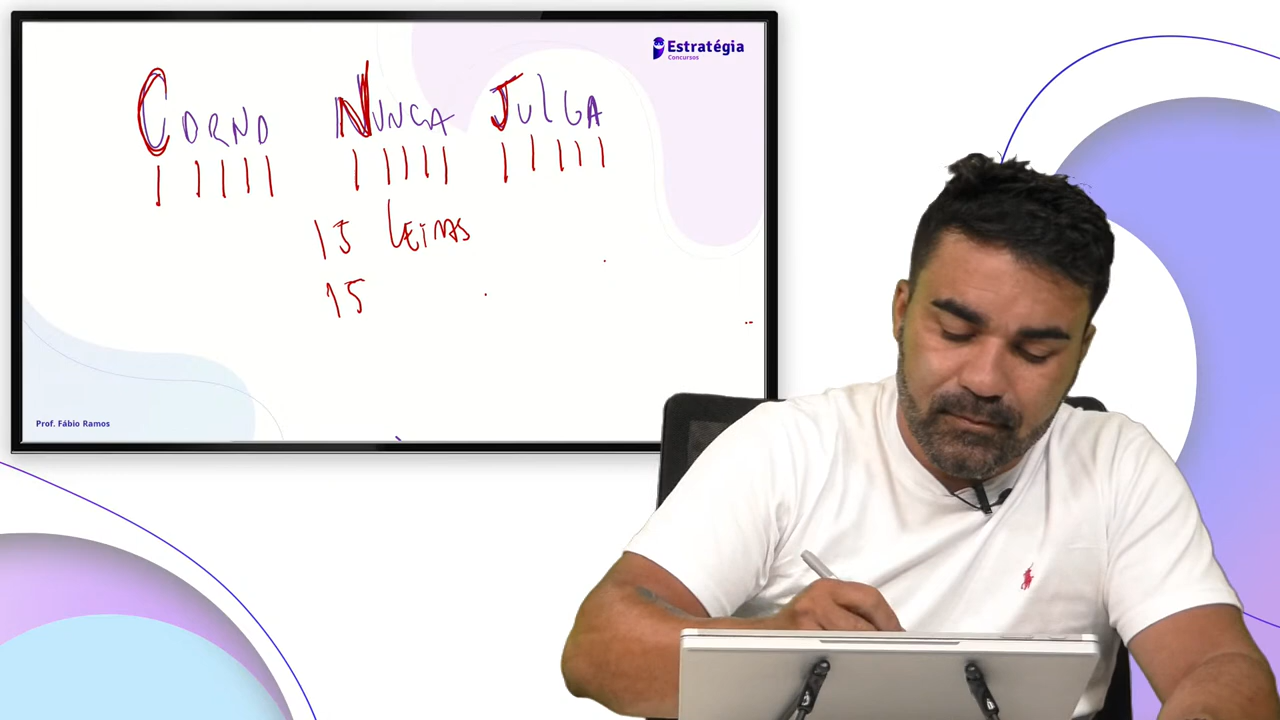 Estratégia
Concursos
CORNO NUNCA JULGA
15 LETRAS
15
Prof. Fábio Ramos